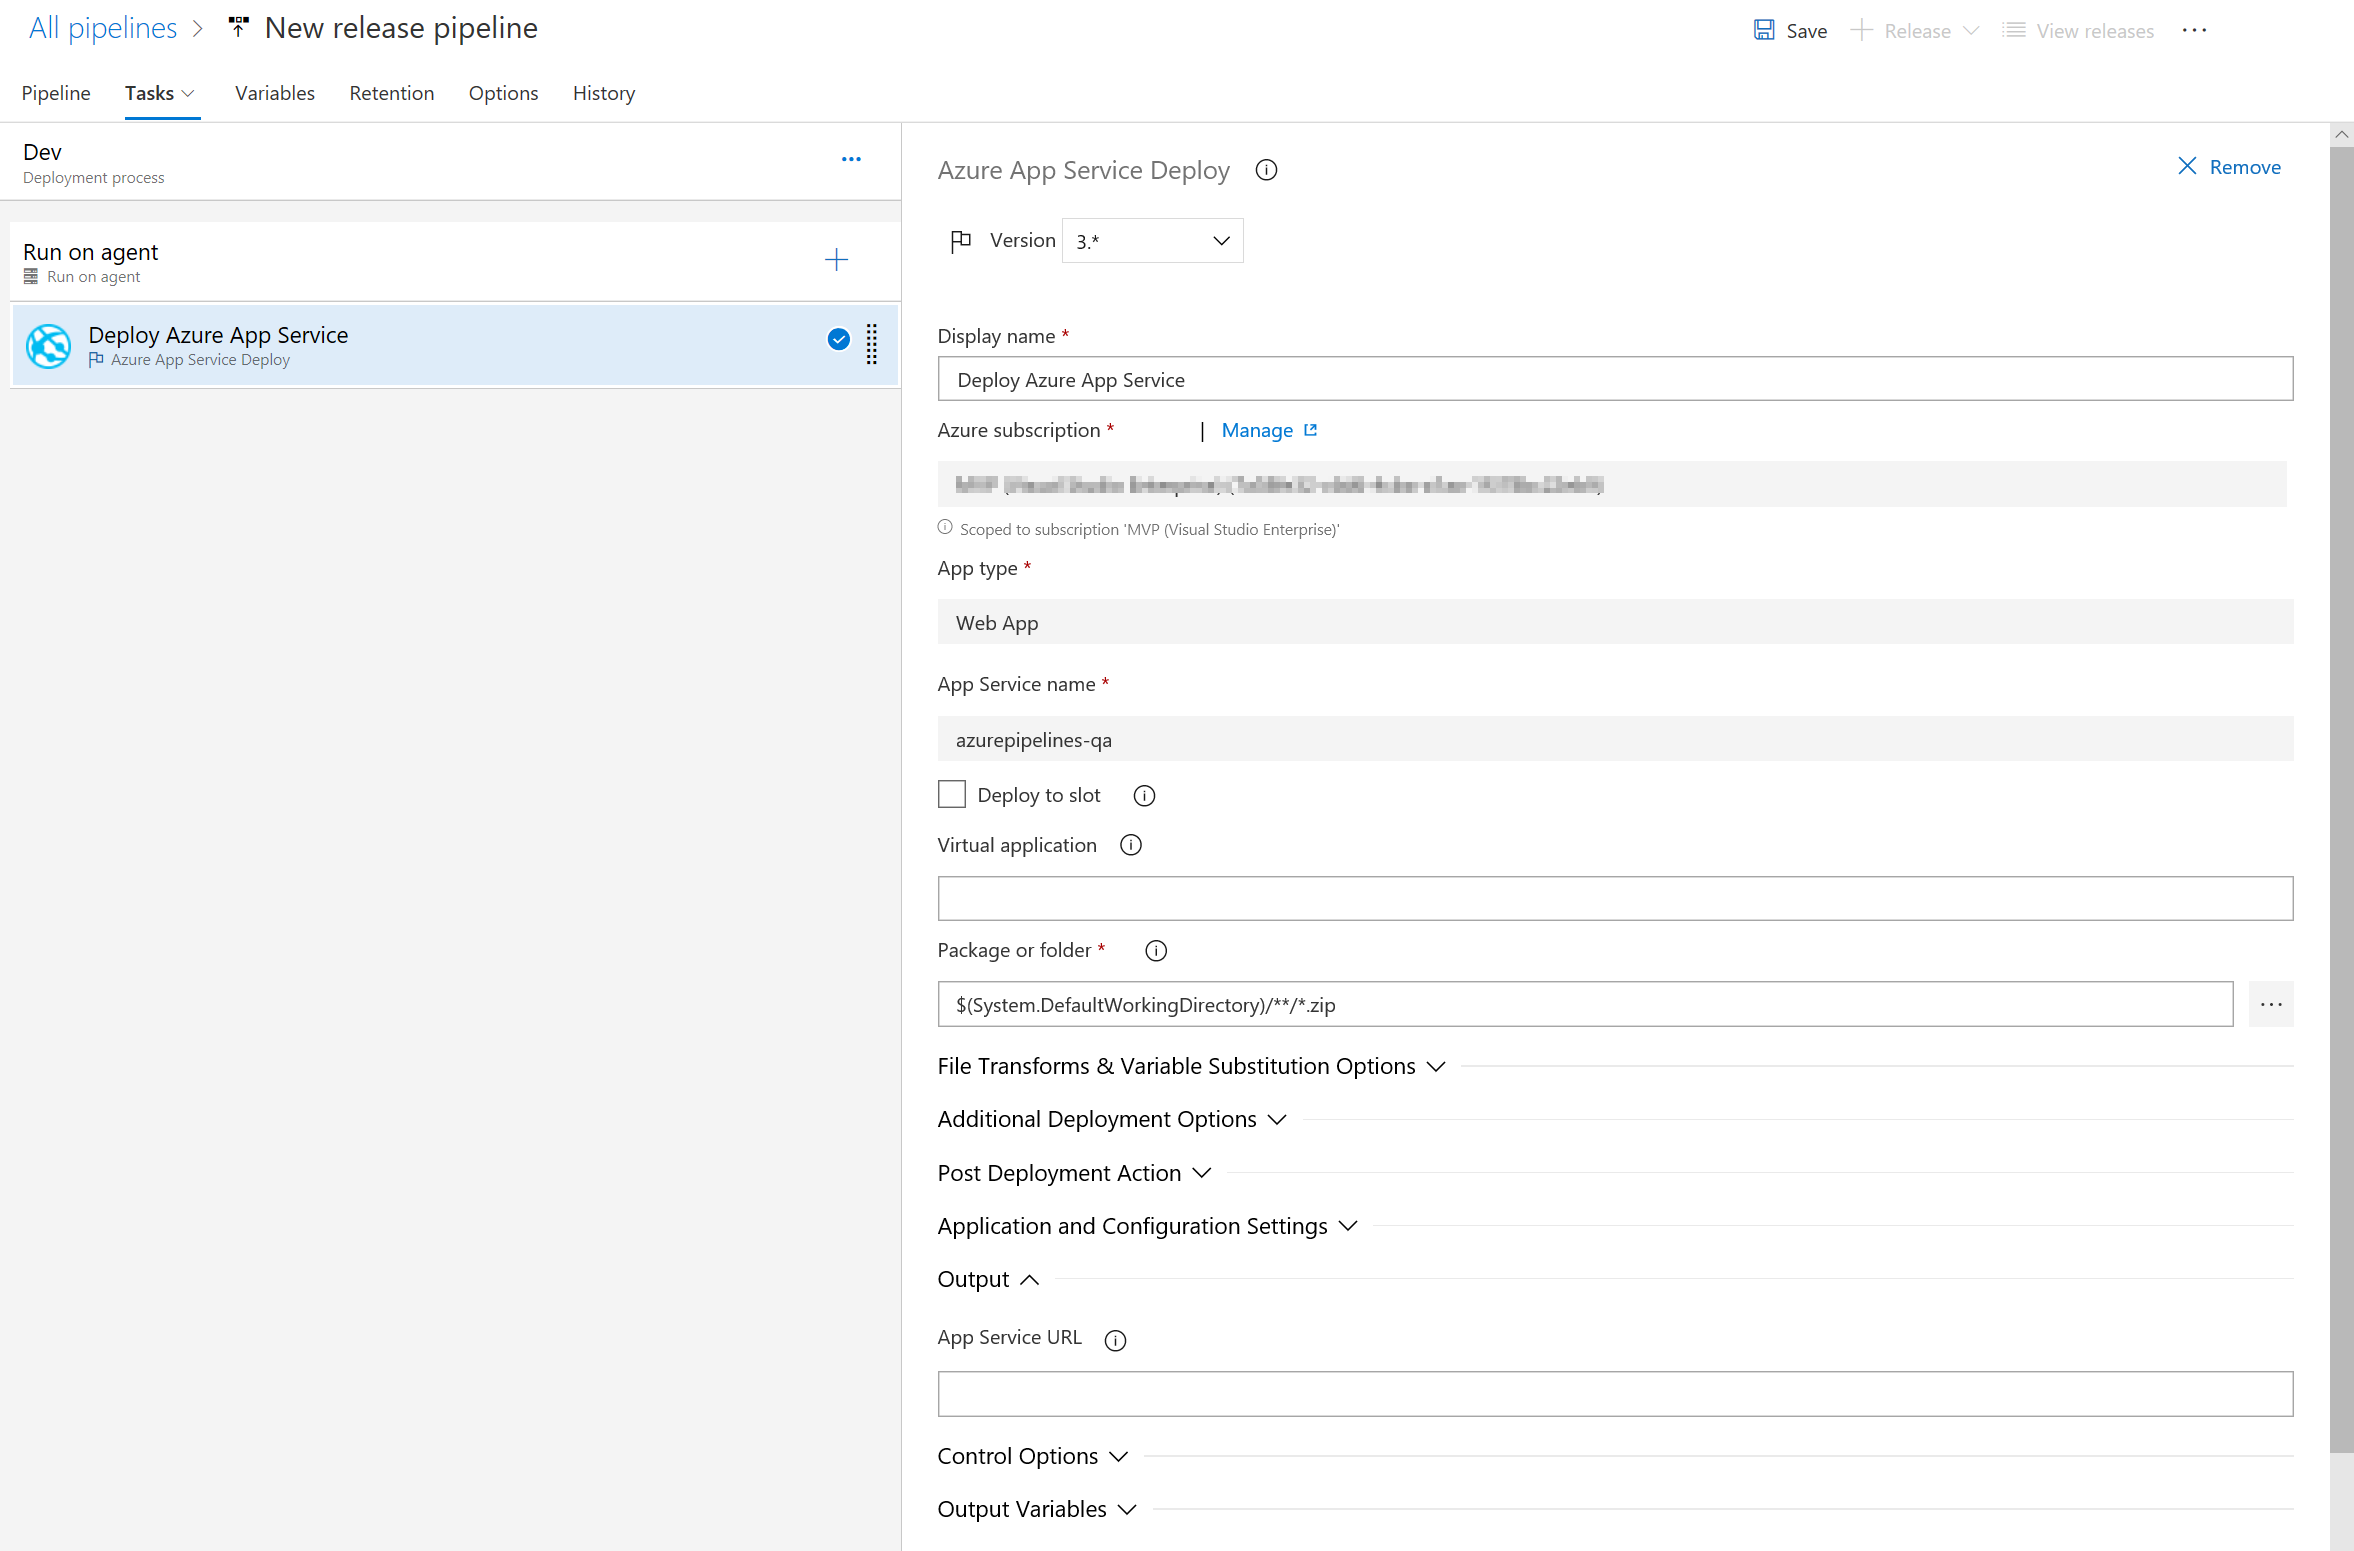 All pipelines > New release pipeline
Save Release View releases ...
Pipeline Tasks Variables Retention Options History
Dev
Deployment process
Run on agent
Run on agent
Deploy Azure App Service
Azure App Service Deploy
Azure App Service Deploy
Remove
Version 3.*
Display name *
Deploy Azure App Service
Azure subscription * | Manage
Scoped to subscription 'MVP (Visual Studio Enterprise)'
App type *
Web App
App Service name *
azurepipelines-qa
Deploy to slot
Virtual application
Package or folder *
$(System.DefaultWorkingDirectory)/**/*.zip
File Transforms & Variable Substitution Options
Additional Deployment Options
Post Deployment Action
Application and Configuration Settings
Output
App Service URL
Control Options
Output Variables